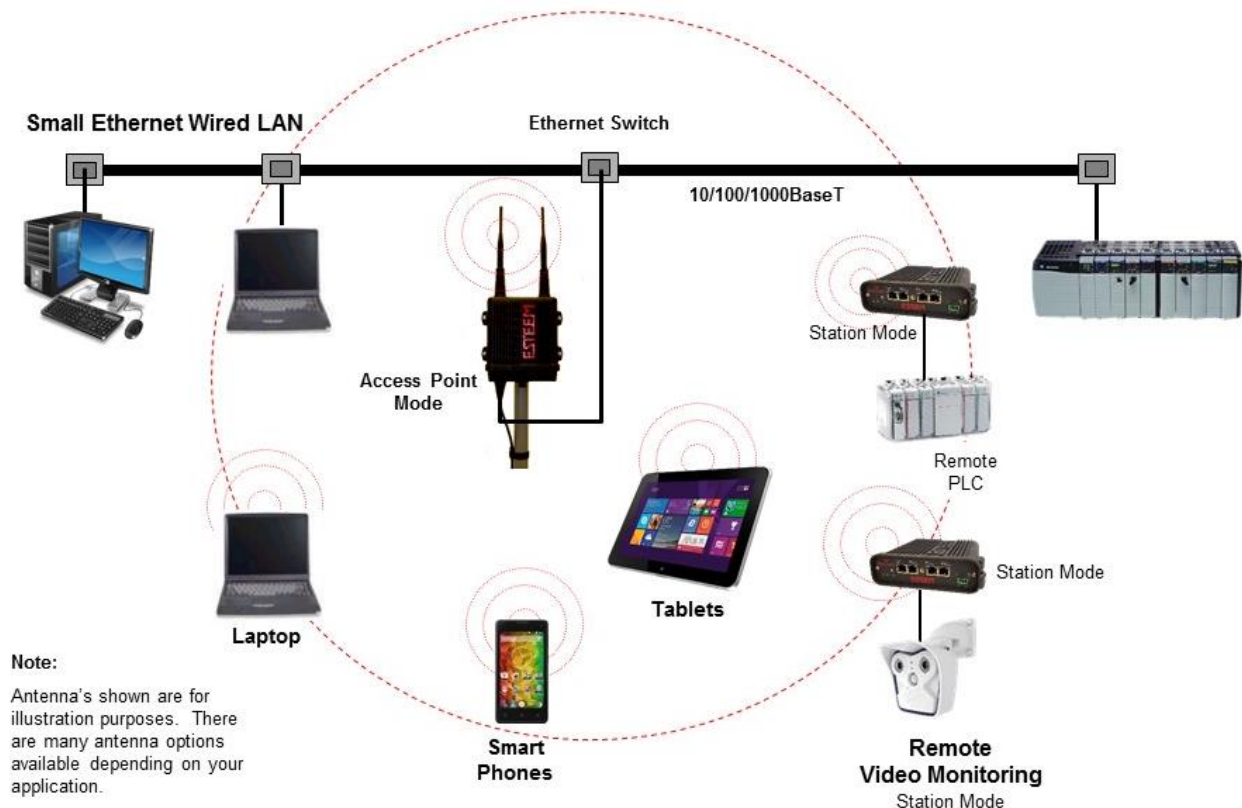 Small Ethernet Wired LAN
Ethernet Switch
10/100/1000BaseT
Station Mode
ESTEEM
Access Point
Mode
Remote
PLC
Station Mode
Laptop
Tablets
Note:
Antenna's shown are for
illustration purposes. There
are many antenna options
available depending on your
application.
Smart
Phones
Remote
Video Monitoring
Station Mode